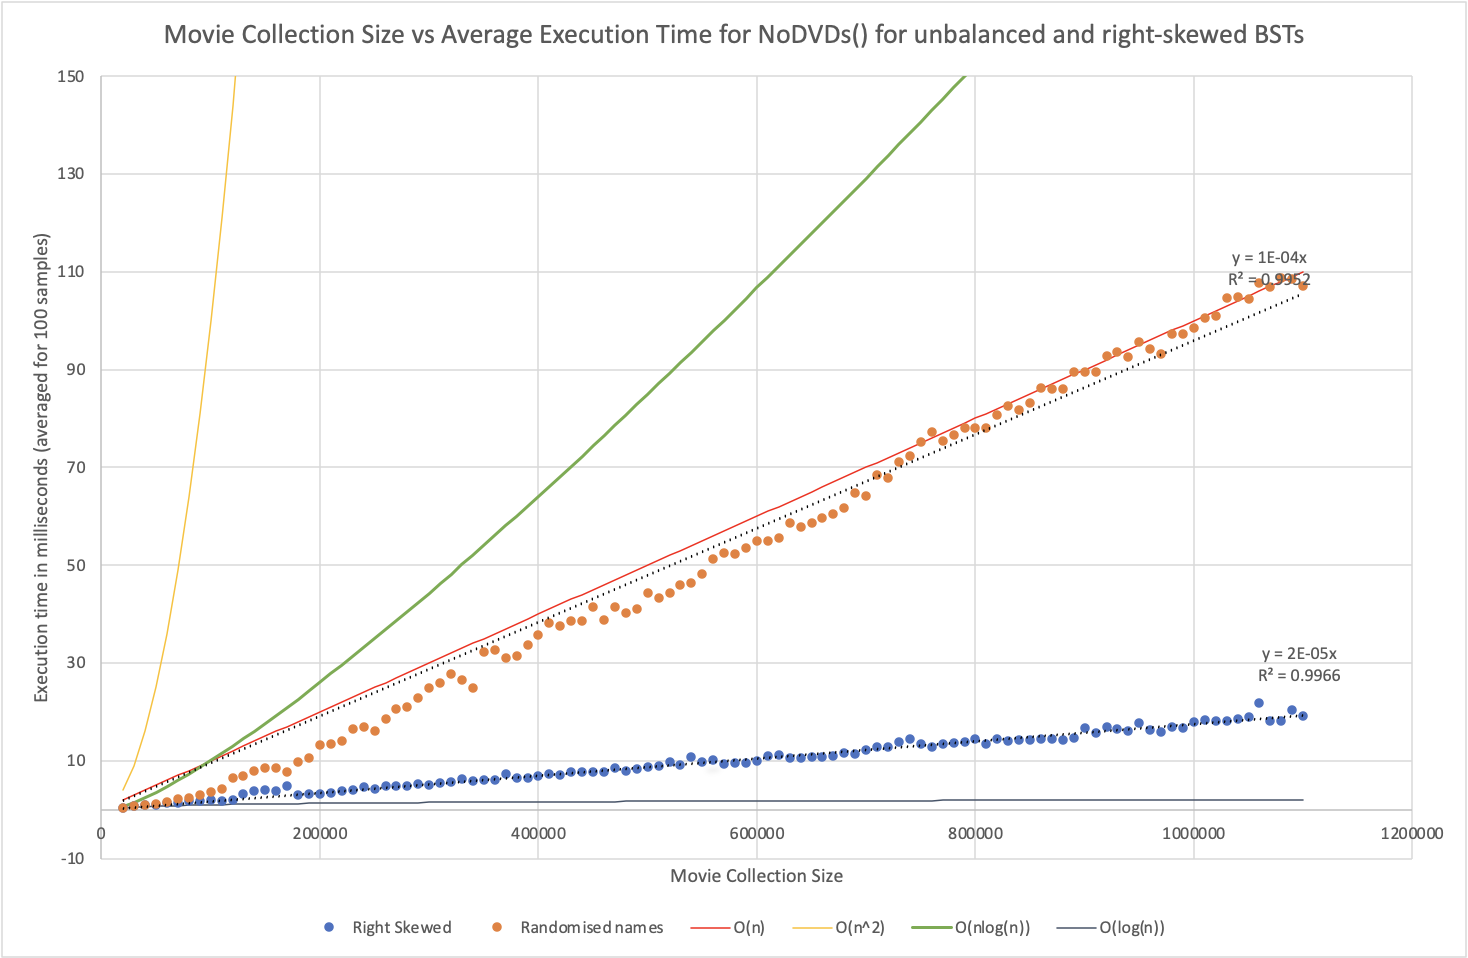 Movie Collection Size vs Average Execution Time for NoDVDs() for unbalanced and right-skewed BSTs
Execution time in milliseconds (averaged for 100 samples)
150
130
110
90
70
50
30
10
-10
y = 1E-04x
R² = 0.9952
y = 2E-05x
R² = 0.9966
0
200000
400000
600000
800000
1000000
1200000
Movie Collection Size
Right Skewed
Randomised names
O(n)
O(n^2)
O(nlog(n))
O(log(n))